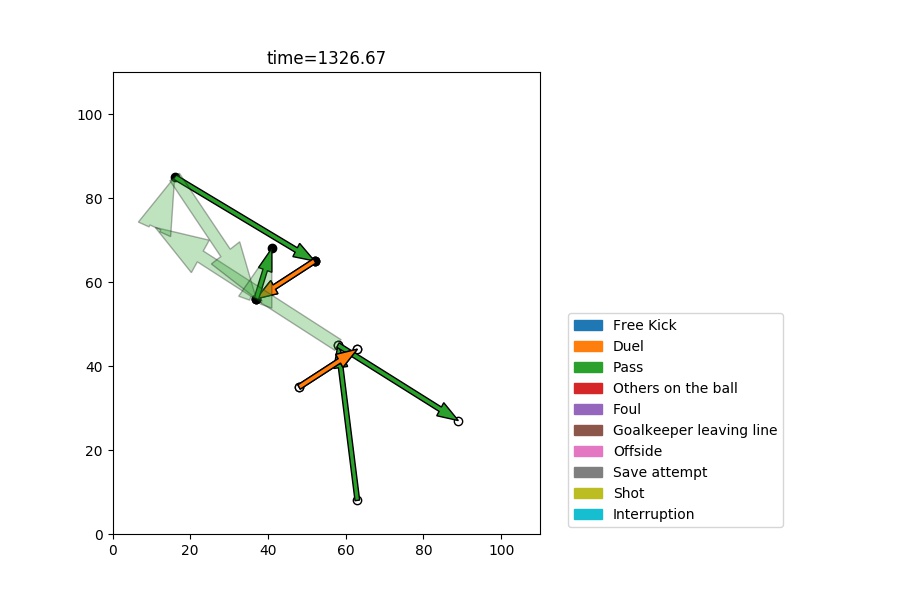 time=1326.67
100
80
60
40
20
0
0 20 40 60 80 100
Free Kick
Duel
Pass
Others on the ball
Foul
Goalkeeper leaving line
Offside
Save attempt
Shot
Interruption